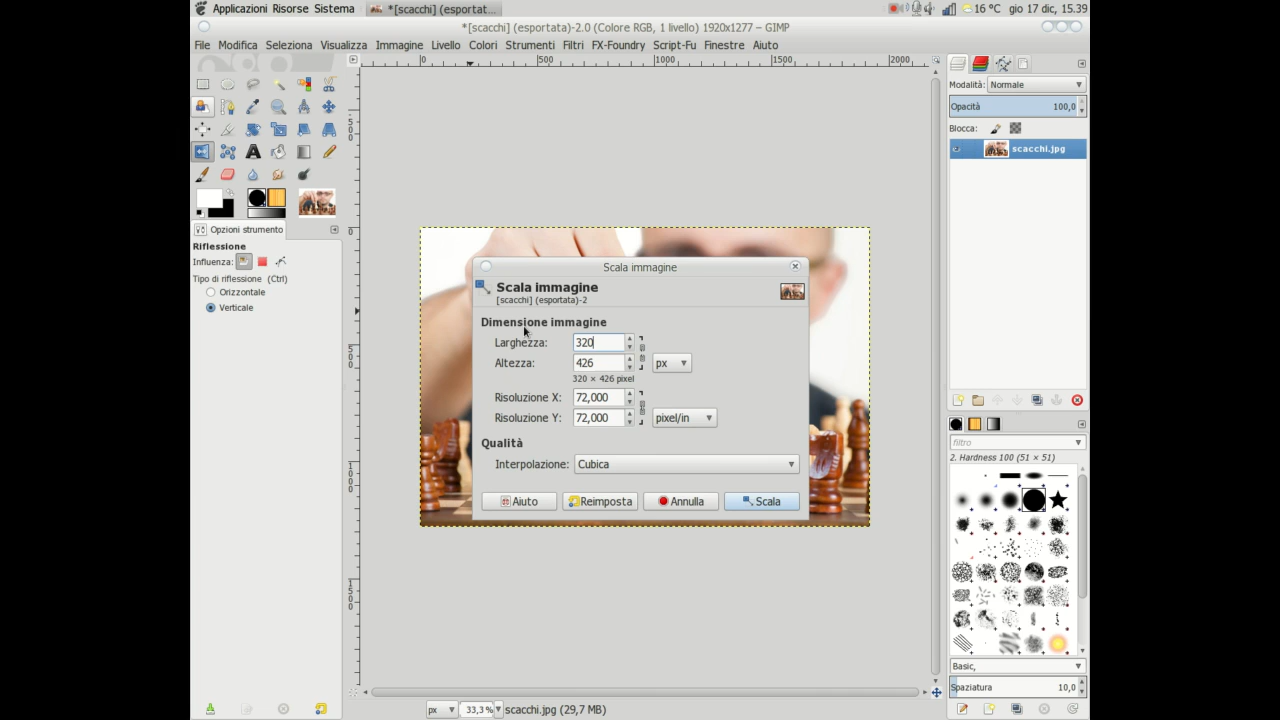 Applicazioni Risorse Sistema
*[scacchi] (esportat...
16 °C gio 17 dic, 15.39
*[scacchi] (esportata)-2.0 (Colore RGB, 1 livello) 1920x1277 – GIMP
File Modifica Seleziona Visualizza Immagine Livello Colori Strumenti Filtri FX-Foundry Script-Fu Finestre Aiuto
0 500 1000 1500 2000
Modalità: Normale
Opacità 100,0
Blocca:
scacchi.jpg
Opzioni strumento
Riflessione
Influenza:
Tipo di riflessione (Ctrl)
Orizzontale
Verticale
Scala immagine
Scala immagine
[scacchi] (esportata)-2
Dimensione immagine
Larghezza: 320
Altezza: 426 px
320 × 426 pixel
Risoluzione X: 72,000
Risoluzione Y: 72,000 pixel/in
Qualità
Interpolazione: Cubica
Aiuto Reimposta Annulla Scala
filtro
2. Hardness 100 (51 × 51)
Basic,
Spaziatura 10,0
px 33,3 % scacchi.jpg (29,7 MB)